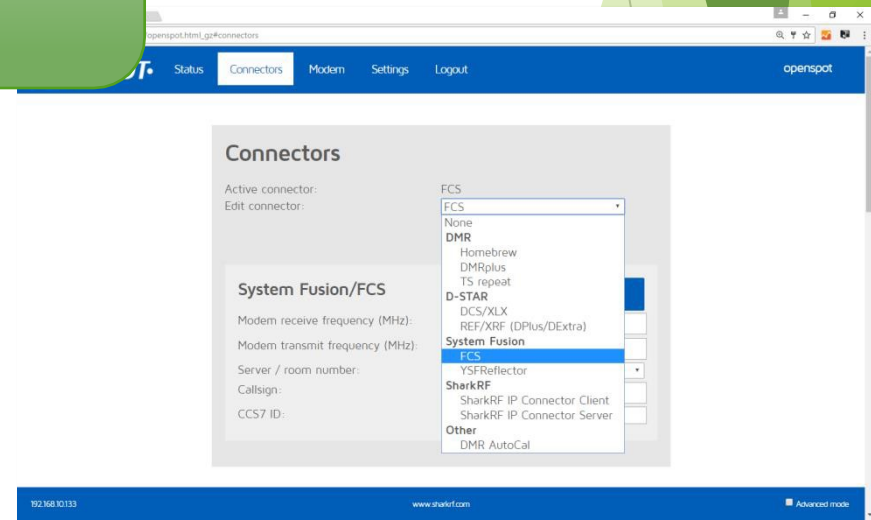 openspot.html_gz#connectors
Status Connectors Modem Settings Logout openspot
Connectors
Active connector: FCS
Edit connector: FCS
None
DMR
Homebrew
DMRplus
TS repeat
D-STAR
DCS/XLX
REF/XRF (DPlus/DExtra)
System Fusion
FCS
YSFReflector
SharkRF
SharkRF IP Connector Client
SharkRF IP Connector Server
Other
DMR AutoCal
System Fusion/FCS
Modem receive frequency (MHz):
Modem transmit frequency (MHz):
Server / room number:
Callsign:
CCS7 ID:
192.168.10.133 www.sharkrf.com Advanced mode